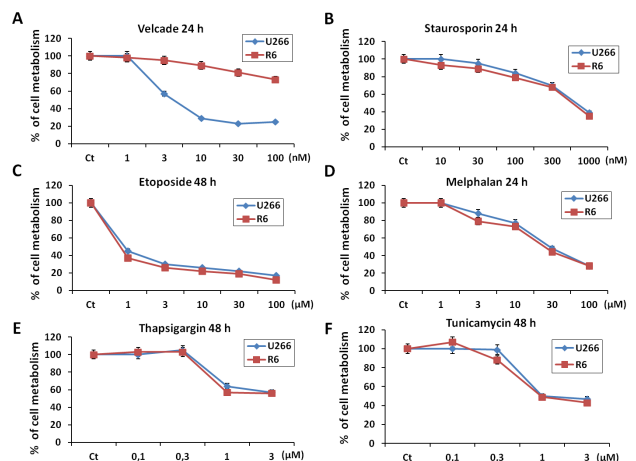 A
Velcade 24 h
% of cell metabolism
120
100
80
60
40
20
0
Ct 1 3 10 30 100 (nM)
U266
R6
B
Staurosporin 24 h
% of cell metabolism
120
100
80
60
40
20
0
Ct 10 30 100 300 1000 (nM)
U266
R6
C
Etoposide 48 h
% of cell metabolism
120
100
80
60
40
20
0
Ct 1 3 10 30 100 (µM)
U266
R6
D
Melphalan 24 h
% of cell metabolism
120
100
80
60
40
20
0
Ct 1 3 10 30 100 (µM)
U266
R6
E
Thapsigargin 48 h
% of cell metabolism
120
100
80
60
40
20
0
Ct 0,1 0,3 1 3 (µM)
U266
R6
F
Tunicamycin 48 h
% of cell metabolism
120
100
80
60
40
20
0
Ct 0.1 0.3 1 3 (µM)
U266
R6